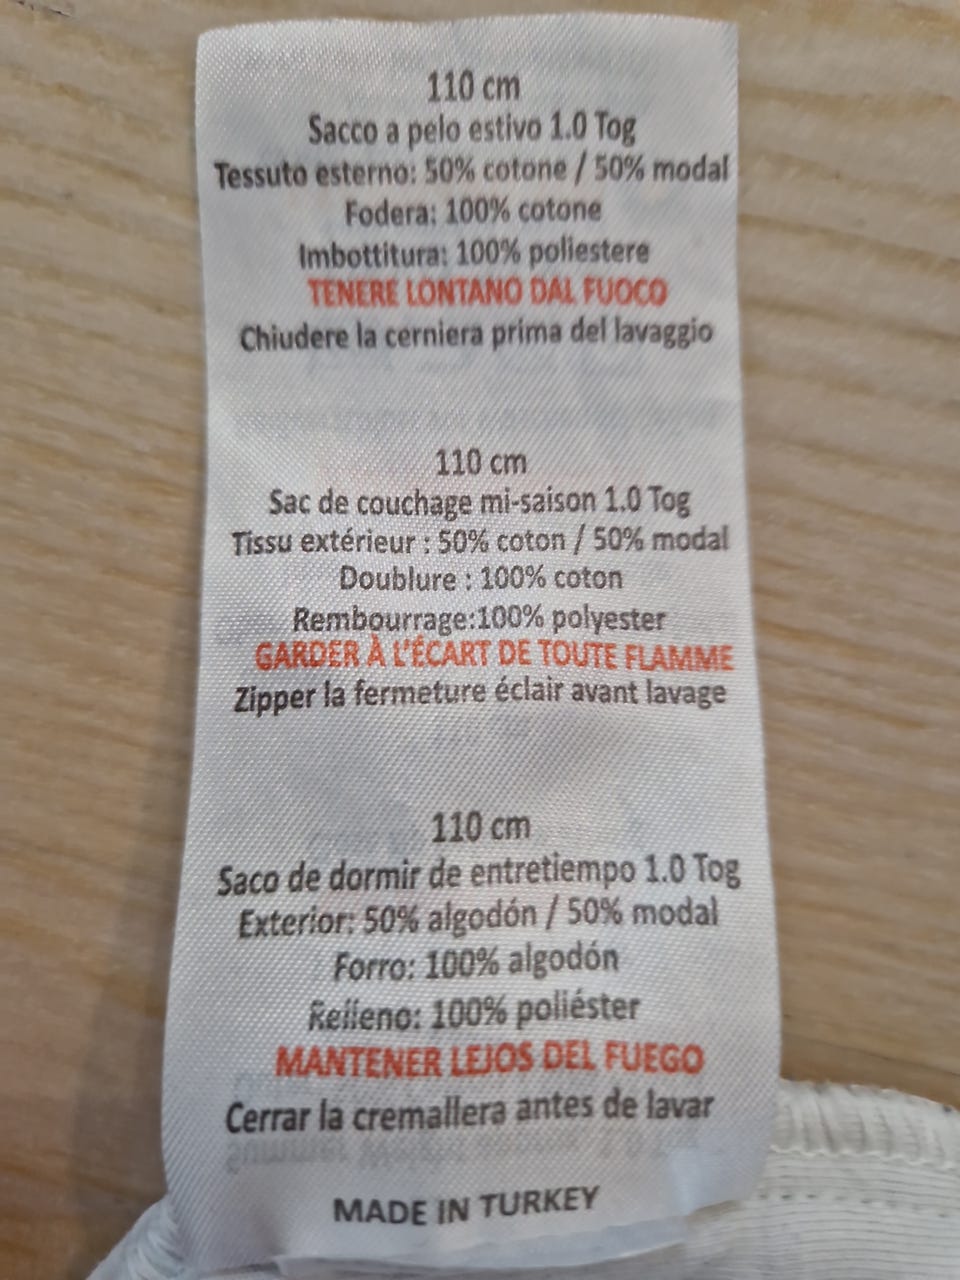 110 cm
Sacco a pelo estivo 1.0 Tog
Tessuto esterno: 50% cotone / 50% modal
Fodera: 100% cotone
Imbottitura: 100% poliestere
TENERE LONTANO DAL FUOCO
Chiudere la cerniera prima del lavaggio
110 cm
Sac de couchage mi-saison 1.0 Tog
Tissu extérieur : 50% coton / 50% modal
Doublure : 100% coton
Rembourrage:100% polyester
GARDER À L'ÉCART DE TOUTE FLAMME
Zipper la fermeture éclair avant lavage
110 cm
Saco de dormir de entretiempo 1.0 Tog
Exterior: 50% algodón / 50% modal
Forro: 100% algodón
Relleno: 100% poliéster
MANTENER LEJOS DEL FUEGO
Cerrar la cremallera antes de lavar
MADE IN TURKEY